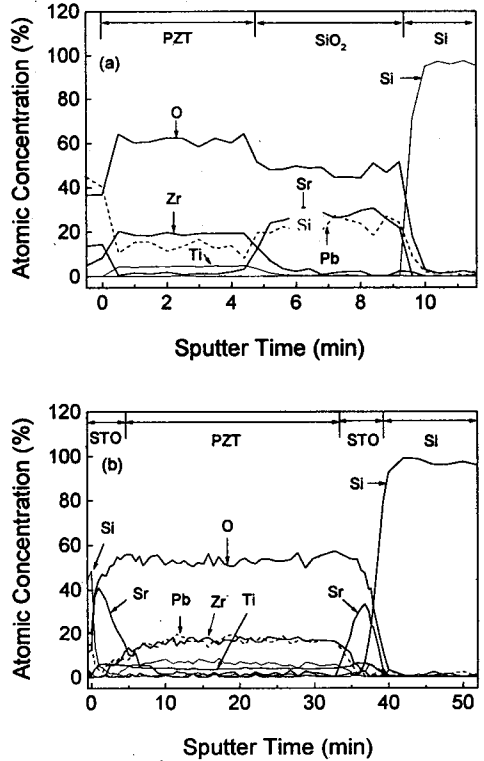 120
100
80
60
40
20
0
Atomic Concentration (%)
PZT
SiO₂
Si
(a)
Si
O
Zr
Sr
Si
Ti
Pb
0 2 4 6 8 10
Sputter Time (min)
120
100
80
60
40
20
0
Atomic Concentration (%)
STO
PZT
STO
Si
(b)
Si
Si
O
Sr
Pb
Zr
Ti
Sr
0 10 20 30 40 50
Sputter Time (min)